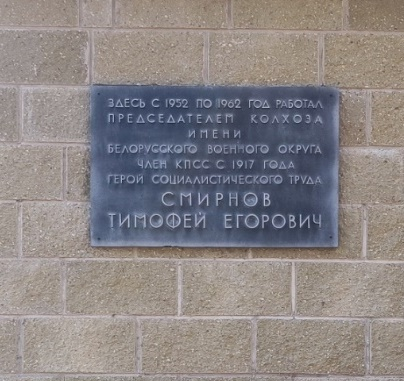 ЗДЕСЬ С 1952 ПО 1962 ГОД РАБОТАЛ
ПРЕДСЕДАТЕЛЕМ КОЛХОЗА
ИМЕНИ
БЕЛОРУССКОГО ВОЕННОГО ОКРУГА
ЧЛЕН КПСС С 1917 ГОДА
ГЕРОЙ СОЦИАЛИСТИЧЕСКОГО ТРУДА
СМИРНОВ
ТИМОФЕЙ ЕГОРОВИЧ